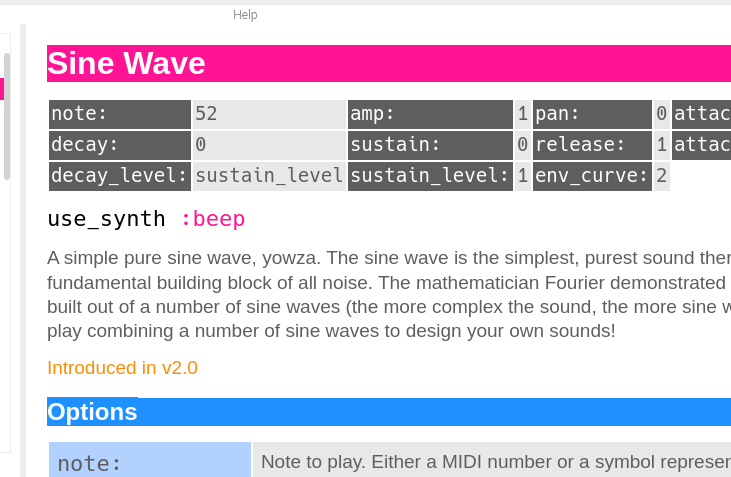 Help
Sine Wave
note: 52 amp: 1 pan: 0 attac
decay: 0 sustain: 0 release: 1 attac
decay_level: sustain_level sustain_level: 1 env_curve: 2
use_synth :beep
A simple pure sine wave, yowza. The sine wave is the simplest, purest sound ther
fundamental building block of all noise. The mathematician Fourier demonstrated
built out of a number of sine waves (the more complex the sound, the more sine w
play combining a number of sine waves to design your own sounds!
Introduced in v2.0
Options
note: Note to play. Either a MIDI number or a symbol represen